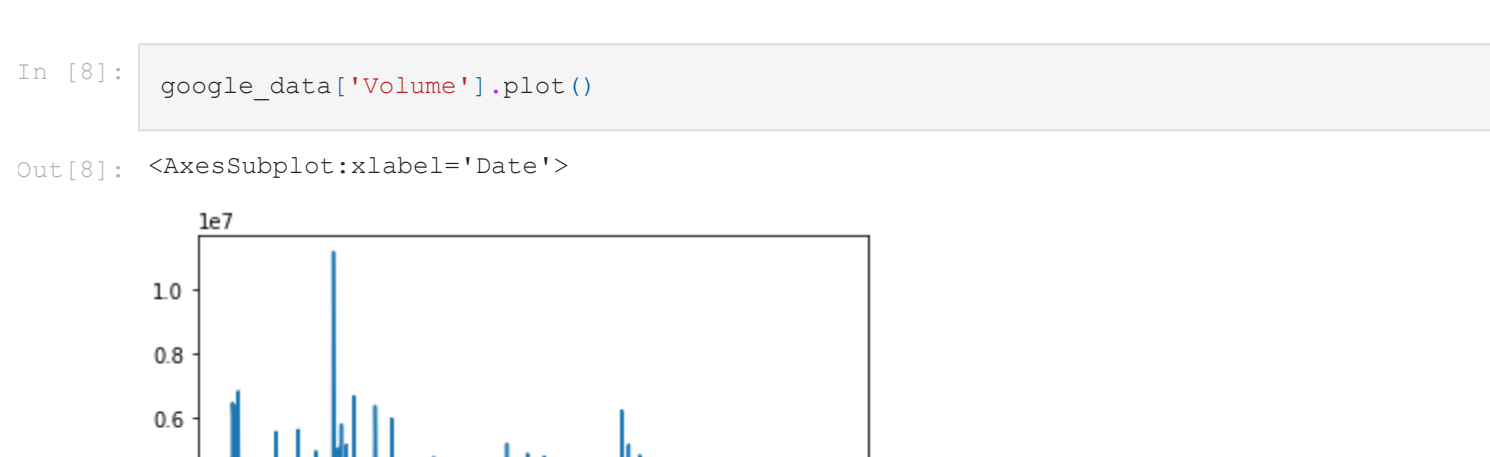 In [8]:
google_data['Volume'].plot()
Out[8]: <AxesSubplot:xlabel='Date'>
1e7
1.0
0.8
0.6